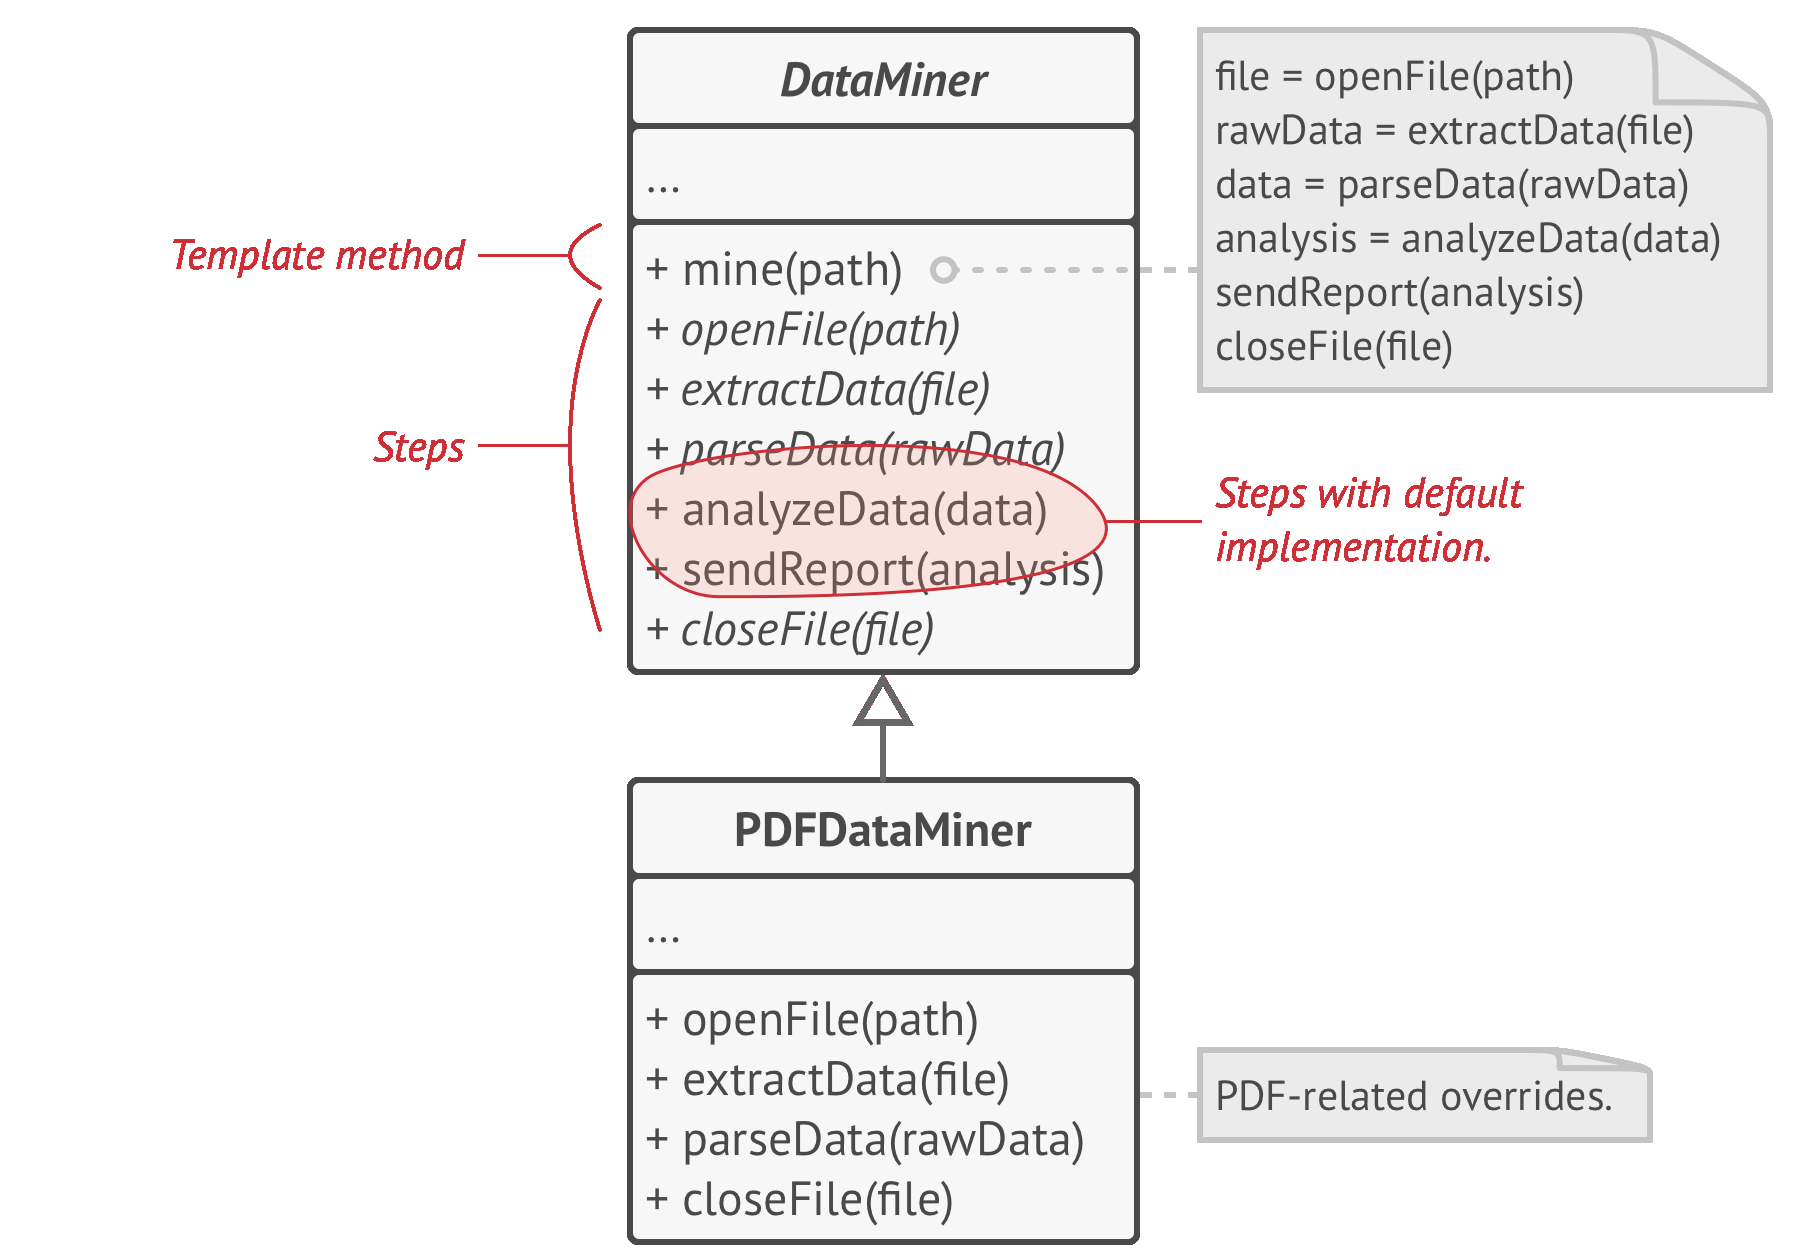 DataMiner
...
Template method
+ mine(path)
+ openFile(path)
+ extractData(file)
+ parseData(rawData)
+ analyzeData(data)
+ sendReport(analysis)
+ closeFile(file)
Steps
file = openFile(path)
rawData = extractData(file)
data = parseData(rawData)
analysis = analyzeData(data)
sendReport(analysis)
closeFile(file)
Steps with default
implementation.
PDFDataMiner
...
+ openFile(path)
+ extractData(file)
+ parseData(rawData)
+ closeFile(file)
PDF-related overrides.